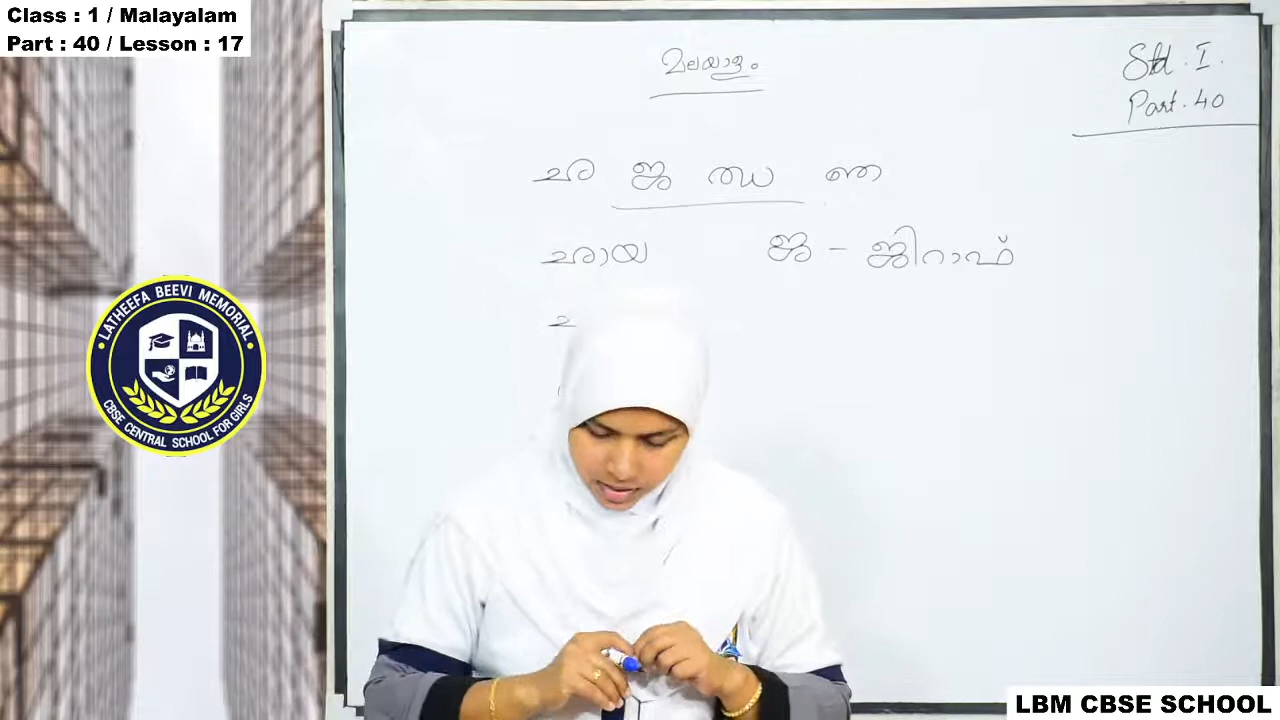 Class : 1 / Malayalam
Part : 40 / Lesson : 17
മലയാളം
Std . I .
Part . 40
ഛ ജ ഝ ഞ
ഛായ ജ - ജിറാഫ്
LATHEEFA BEEVI MEMORIAL
CBSE CENTRAL SCHOOL FOR GIRLS
LBM CBSE SCHOOL